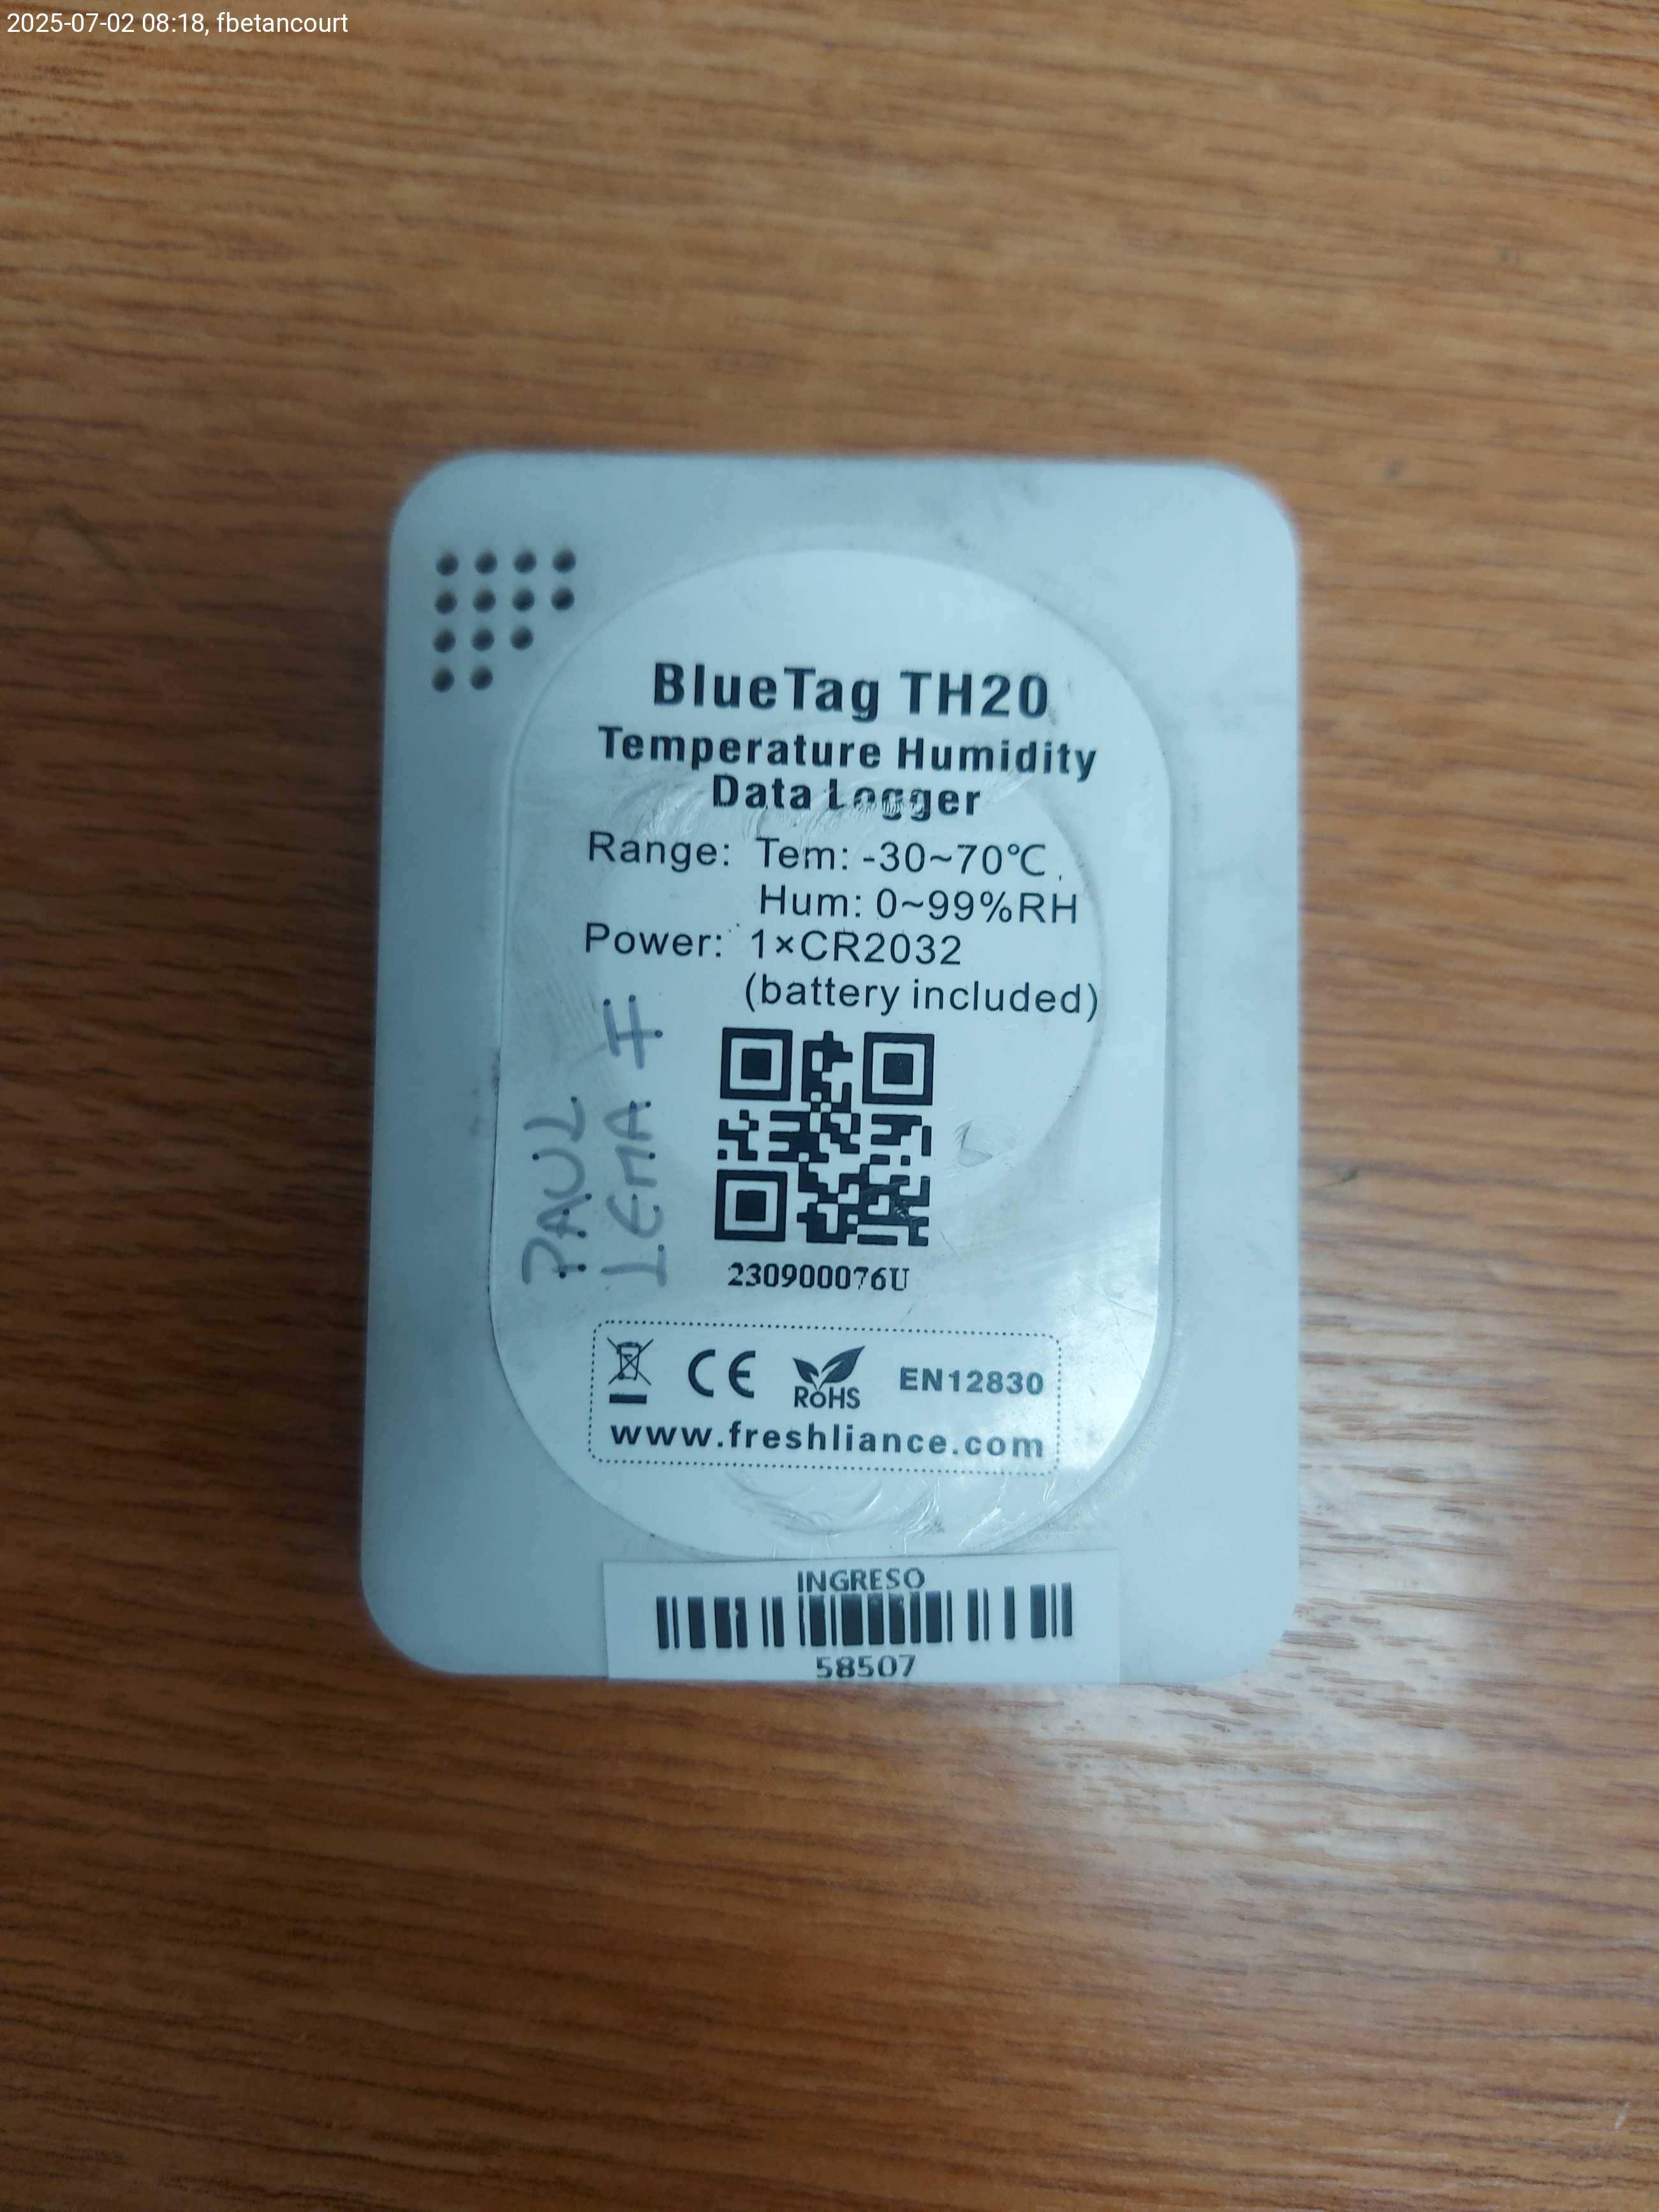 2025-07-02 08:18, fbetancourt
BlueTag TH20
Temperature Humidity
Data Logger
Range: Tem: -30~70℃
Hum: 0~99%RH
Power: 1×CR2032
(battery included)
PAUL
LEMA
230900076U
CE RoHS EN12830
www.freshliance.com
INGRESO
58507